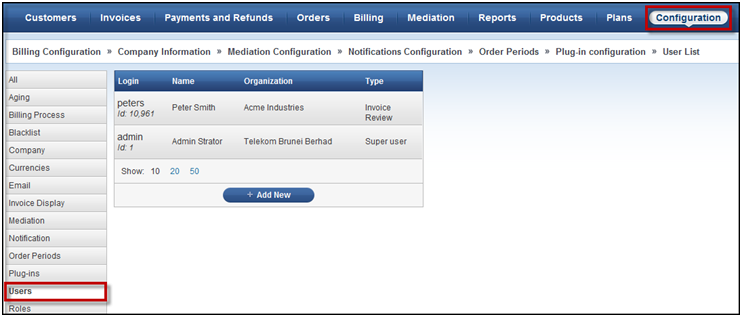 Customers Invoices Payments and Refunds Orders Billing Mediation Reports Products Plans Configuration
Billing Configuration » Company Information » Mediation Configuration » Notifications Configuration » Order Periods » Plug-in configuration » User List
All
Aging
Billing Process
Blacklist
Company
Currencies
Email
Invoice Display
Mediation
Notification
Order Periods
Plug-ins
Users
Roles
Login Name Organization Type
peters Peter Smith Acme Industries Invoice Review
Id: 10,961
admin Admin Strator Telekom Brunei Berhad Super user
Id: 1
Show: 10 20 50
+ Add New